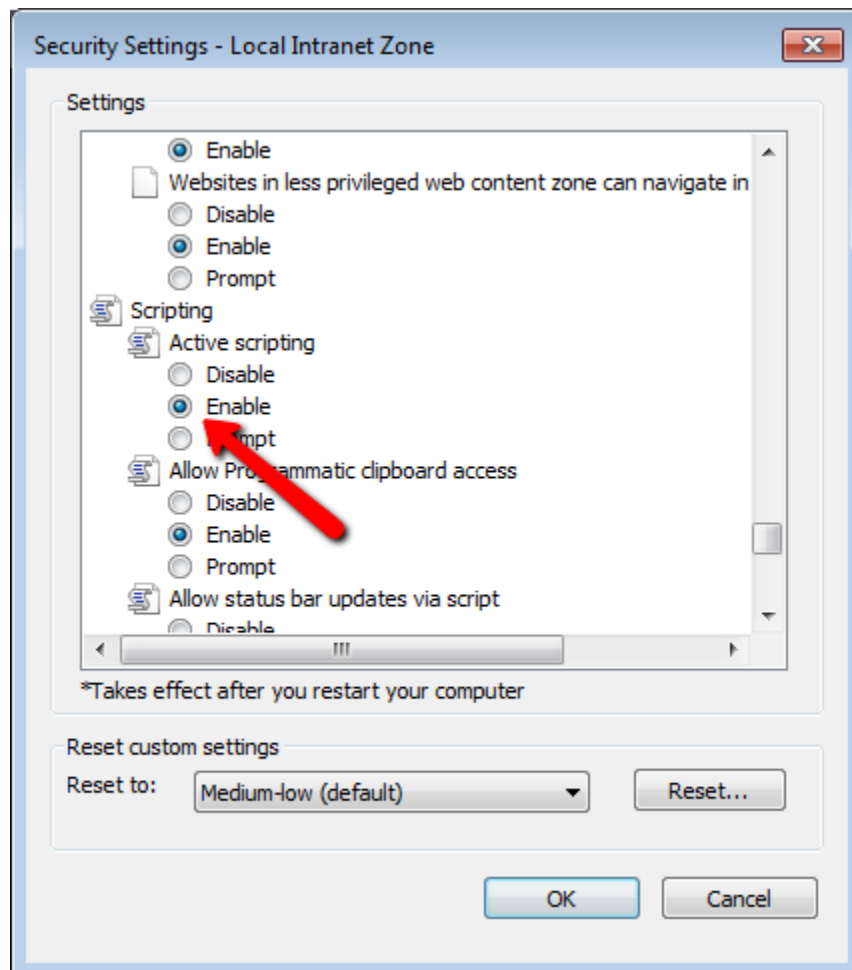 Security Settings - Local Intranet Zone
Settings
Enable
Websites in less privileged web content zone can navigate in
Disable
Enable
Prompt
Scripting
Active scripting
Disable
Enable
Prompt
Allow Programmatic clipboard access
Disable
Enable
Prompt
Allow status bar updates via script
Disable
*Takes effect after you restart your computer
Reset custom settings
Reset to: Medium-low (default) Reset...
OK Cancel